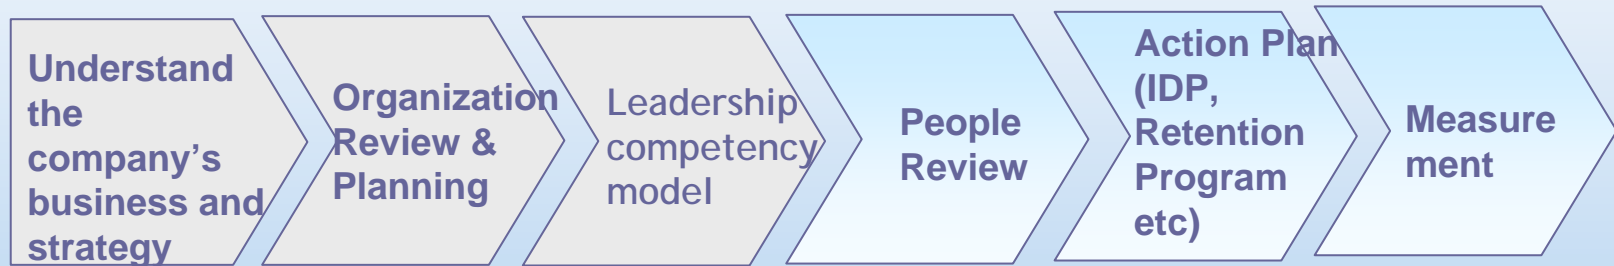 Understand
the
company’s
business and
strategy
Organization
Review &
Planning
Leadership
competency
model
People
Review
Action Plan
(IDP,
Retention
Program
etc)
Measure
ment